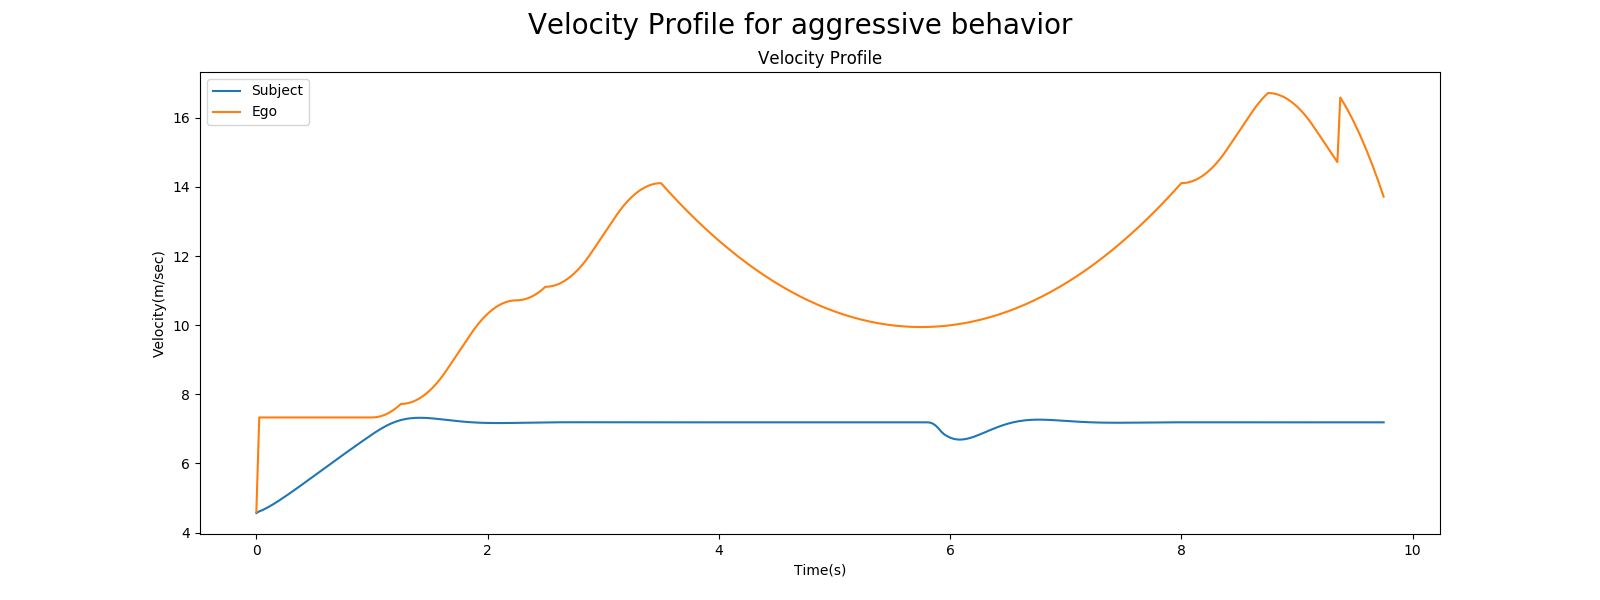 Velocity Profile for aggressive behavior
Velocity Profile
Subject
Ego
Velocity(m/sec)
16
14
12
10
8
6
4
0 2 4 6 8 10
Time(s)